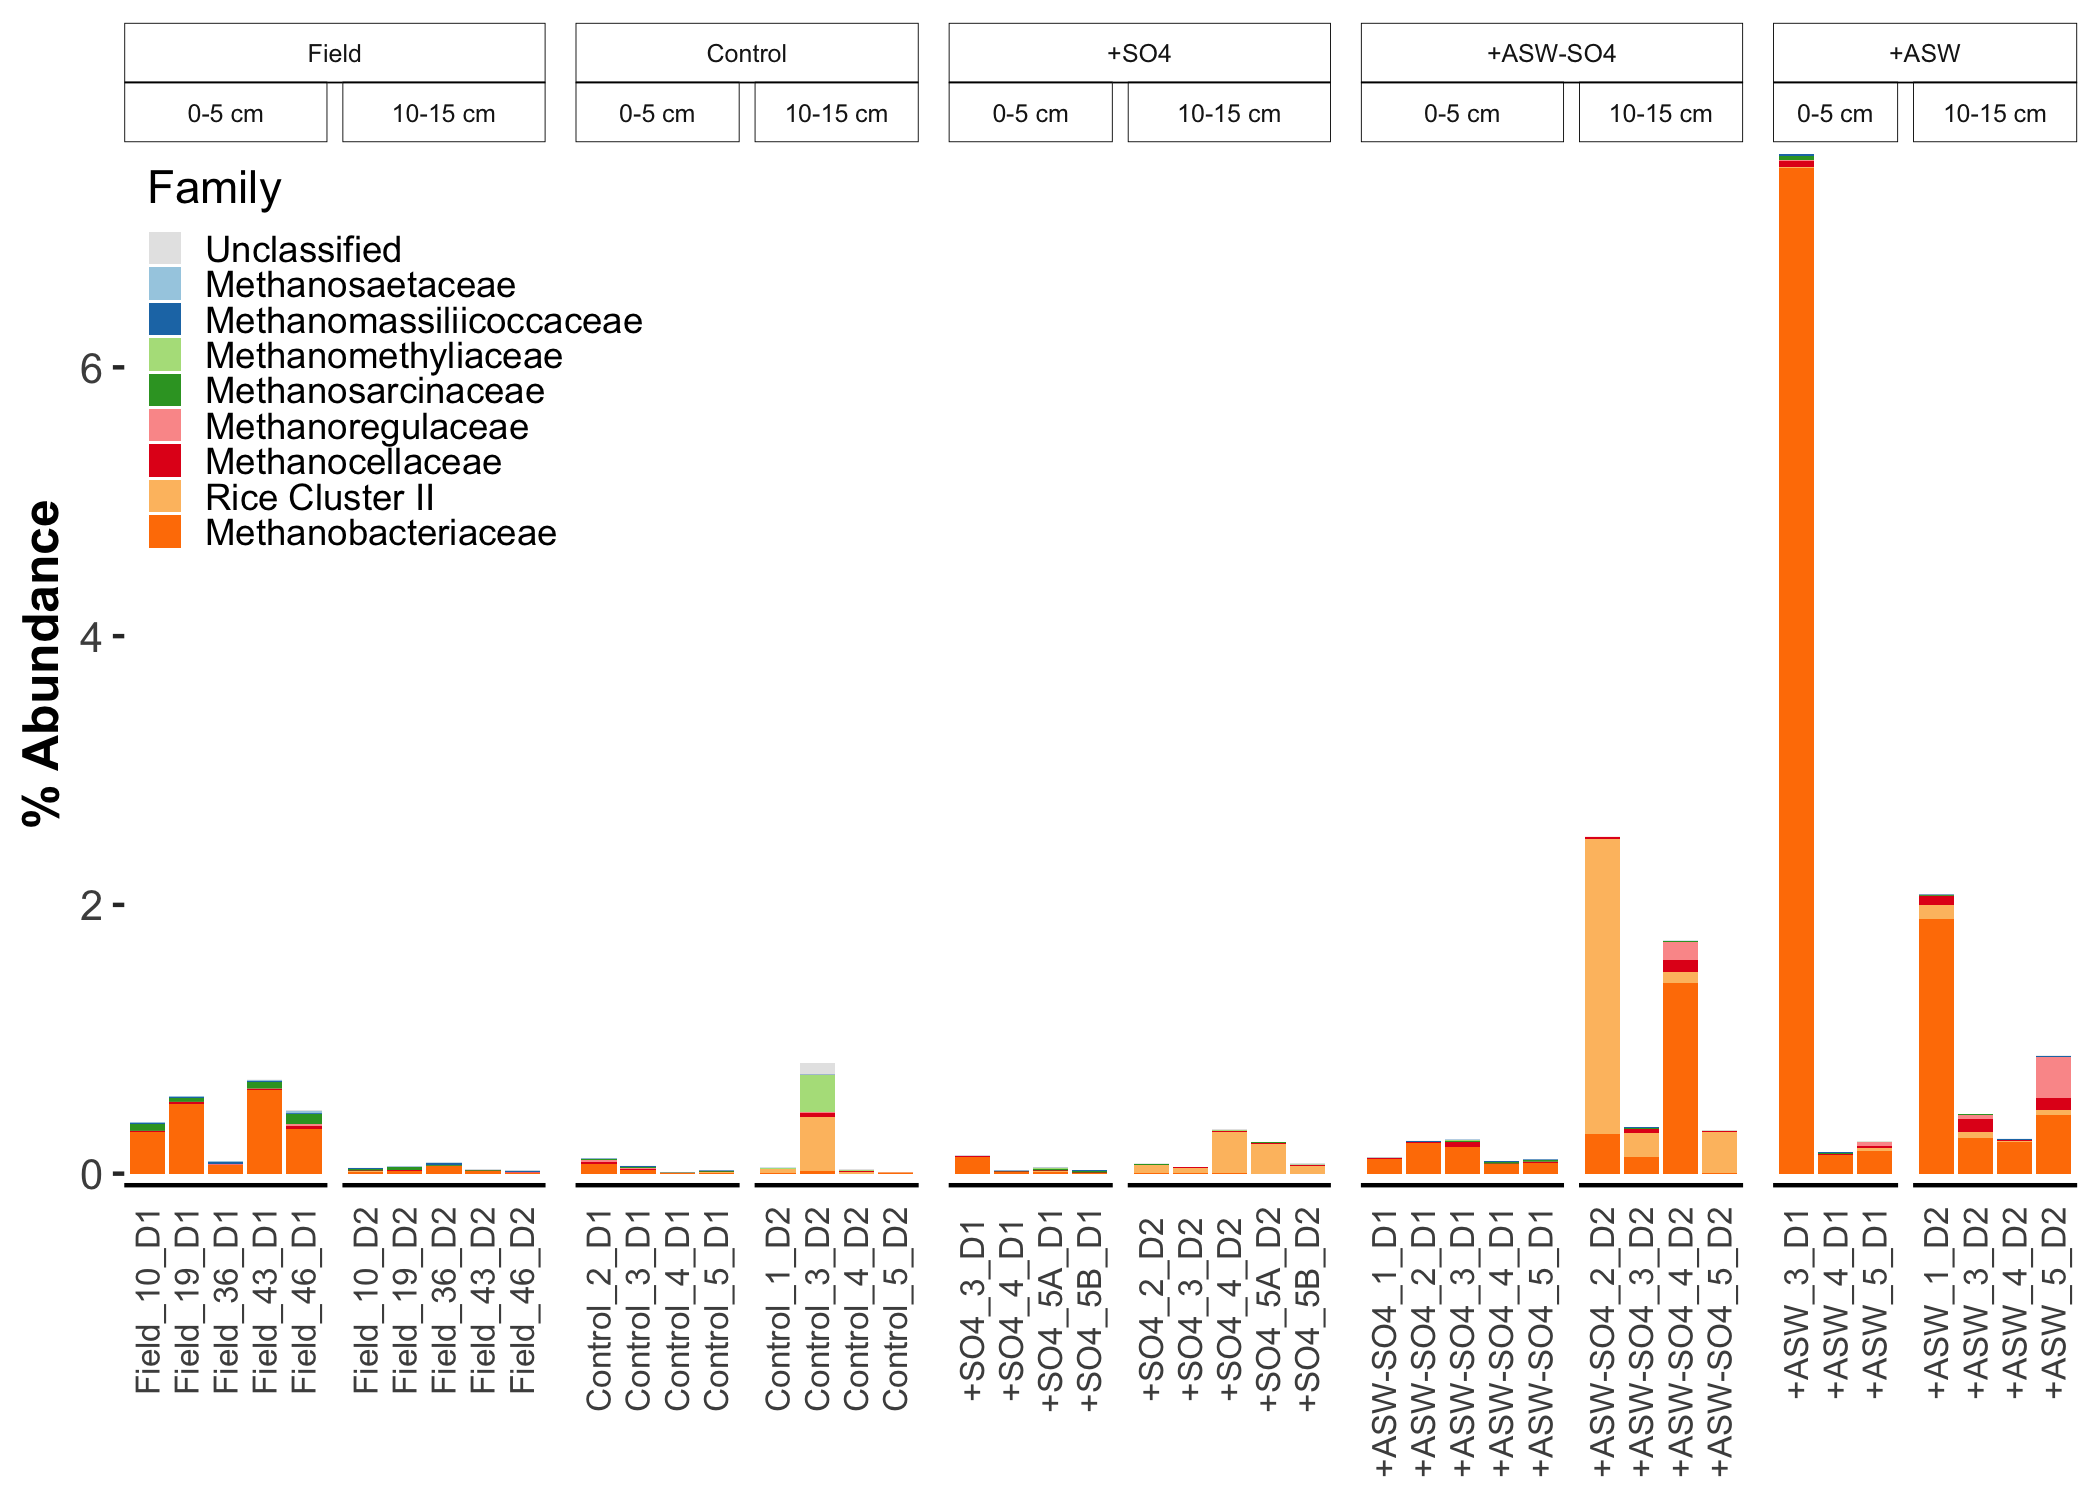 Field Control +SO4 +ASW-SO4 +ASW
0-5 cm 10-15 cm 0-5 cm 10-15 cm 0-5 cm 10-15 cm 0-5 cm 10-15 cm 0-5 cm 10-15 cm
Family
Unclassified
Methanosaetaceae
Methanomassiliicoccaceae
Methanomethyliaceae
Methanosarcinaceae
Methanoregulaceae
Methanocellaceae
Rice Cluster II
Methanobacteriaceae
% Abundance
6
4
2
0
Field_10_D1
Field_19_D1
Field_36_D1
Field_43_D1
Field_46_D1
Field_10_D2
Field_19_D2
Field_36_D2
Field_43_D2
Field_46_D2
Control_2_D1
Control_3_D1
Control_4_D1
Control_5_D1
Control_1_D2
Control_3_D2
Control_4_D2
Control_5_D2
+SO4_3_D1
+SO4_4_D1
+SO4_5A_D1
+SO4_5B_D1
+SO4_2_D2
+SO4_3_D2
+SO4_4_D2
+SO4_5A_D2
+SO4_5B_D2
+ASW-SO4_1_D1
+ASW-SO4_2_D1
+ASW-SO4_3_D1
+ASW-SO4_4_D1
+ASW-SO4_5_D1
+ASW-SO4_2_D2
+ASW-SO4_3_D2
+ASW-SO4_4_D2
+ASW-SO4_5_D2
+ASW_3_D1
+ASW_4_D1
+ASW_5_D1
+ASW_1_D2
+ASW_3_D2
+ASW_4_D2
+ASW_5_D2